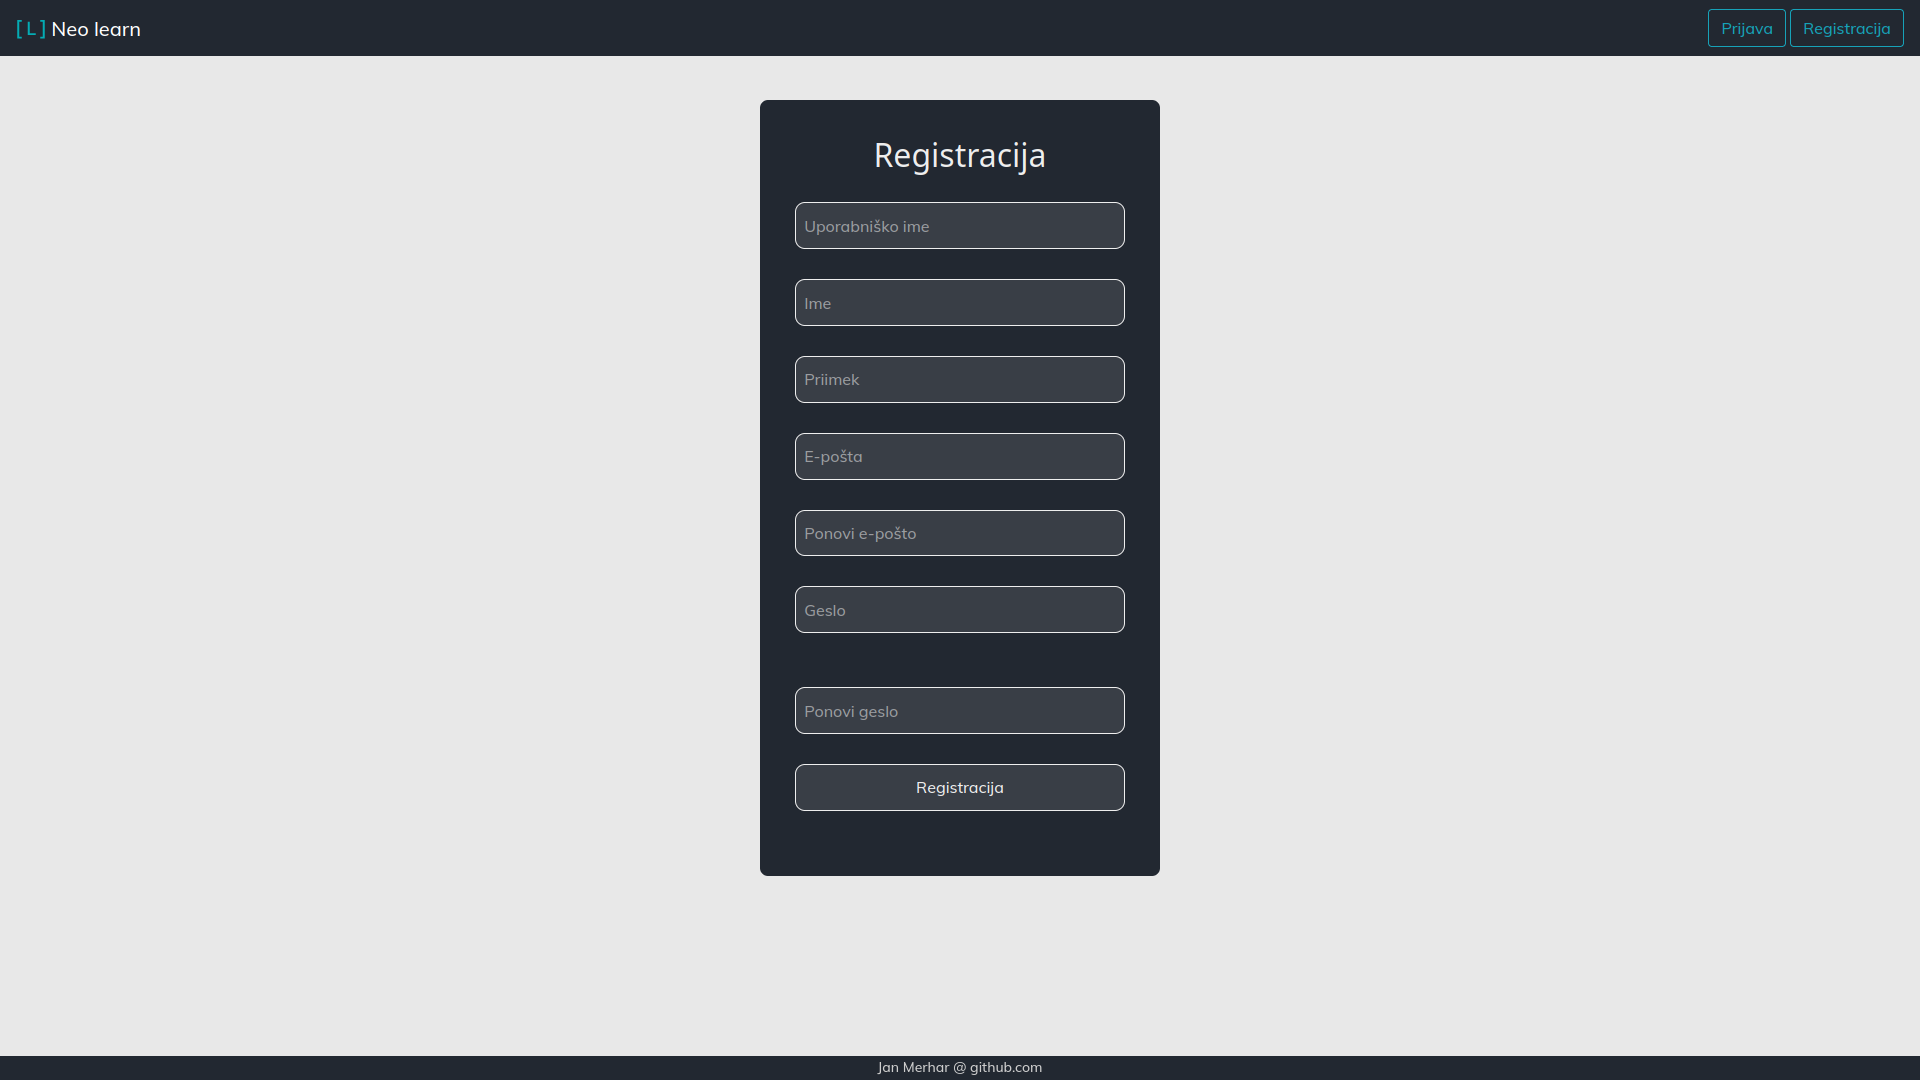 [L] Neo learn
Prijava
Registracija
Registracija
Uporabniško ime
Ime
Priimek
E-pošta
Ponovi e-pošto
Geslo
Ponovi geslo
Registracija
Jan Merhar @ github.com